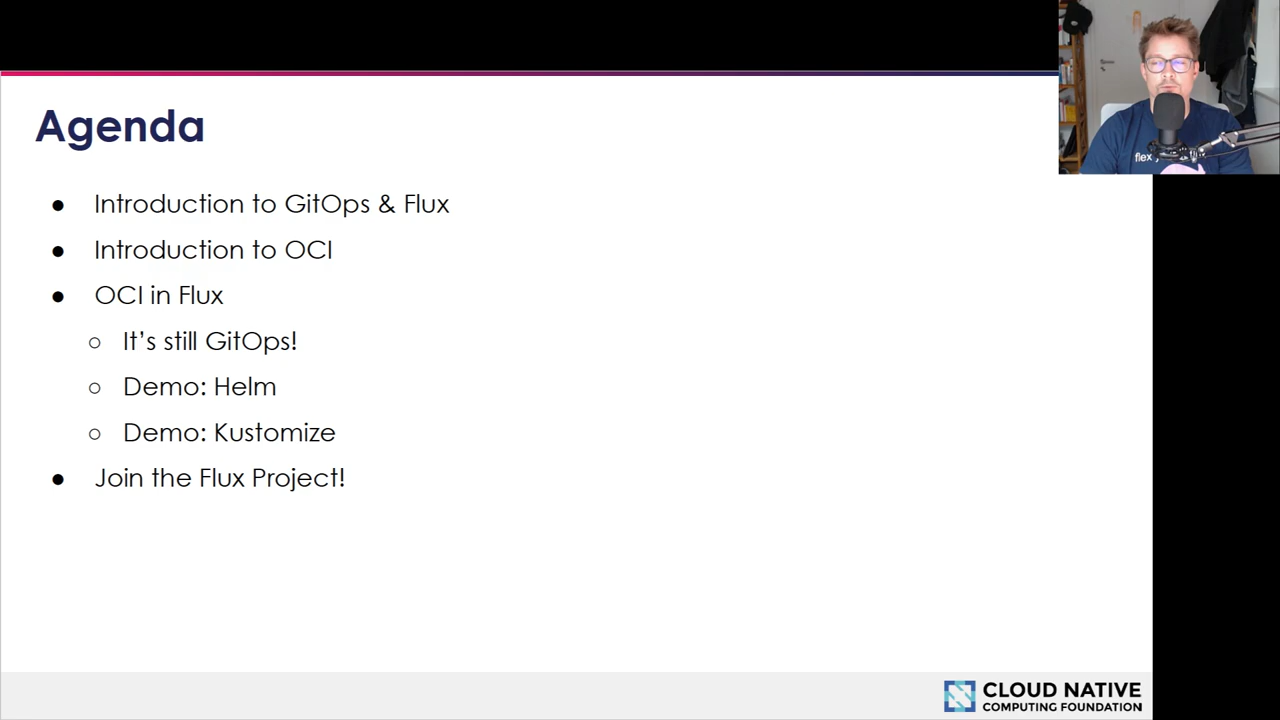 Agenda
● Introduction to GitOps & Flux
● Introduction to OCI
● OCI in Flux
○ It's still GitOps!
○ Demo: Helm
○ Demo: Kustomize
● Join the Flux Project!
flex
CLOUD NATIVE
COMPUTING FOUNDATION